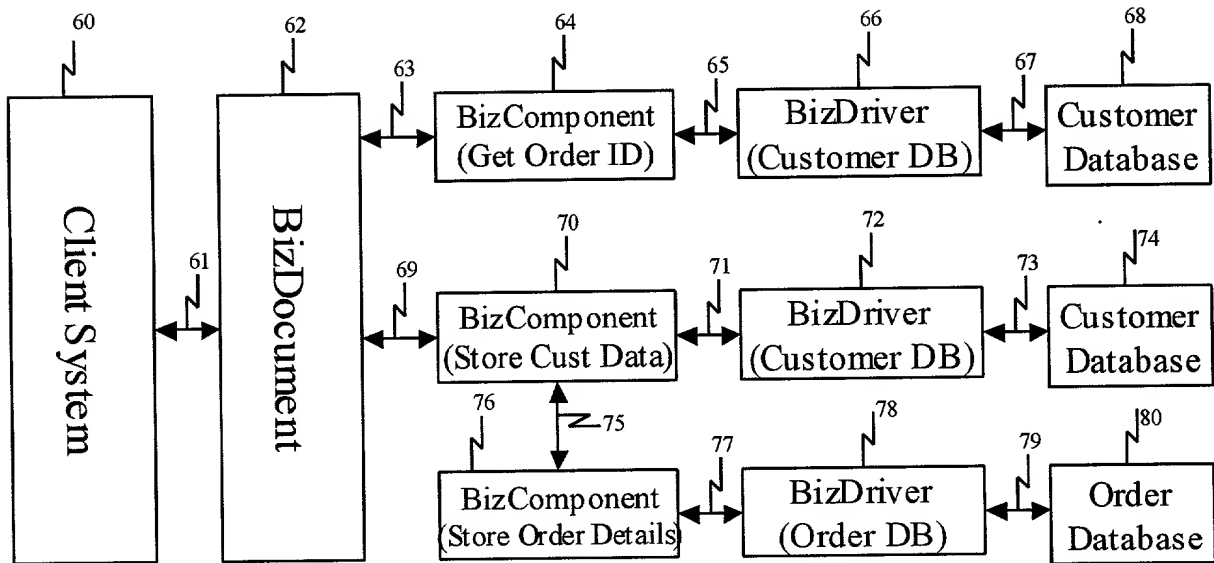 60
62
64
66
68
63
65
67
BizComponent
(Get Order ID)
BizDriver
(Customer DB)
Customer
Database
Client System
BizDocument
61
70
72
74
69
71
73
BizComponent
(Store Cust Data)
BizDriver
(Customer DB)
Customer
Database
76
75
78
80
77
79
BizComponent
(Store Order Details)
BizDriver
(Order DB)
Order
Database